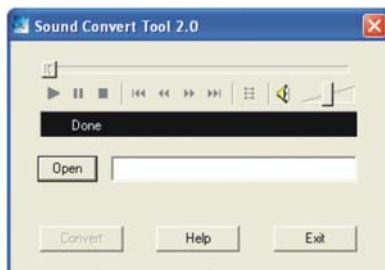 Sound Convert Tool 2.0
Done
Open
Convert
Help
Exit